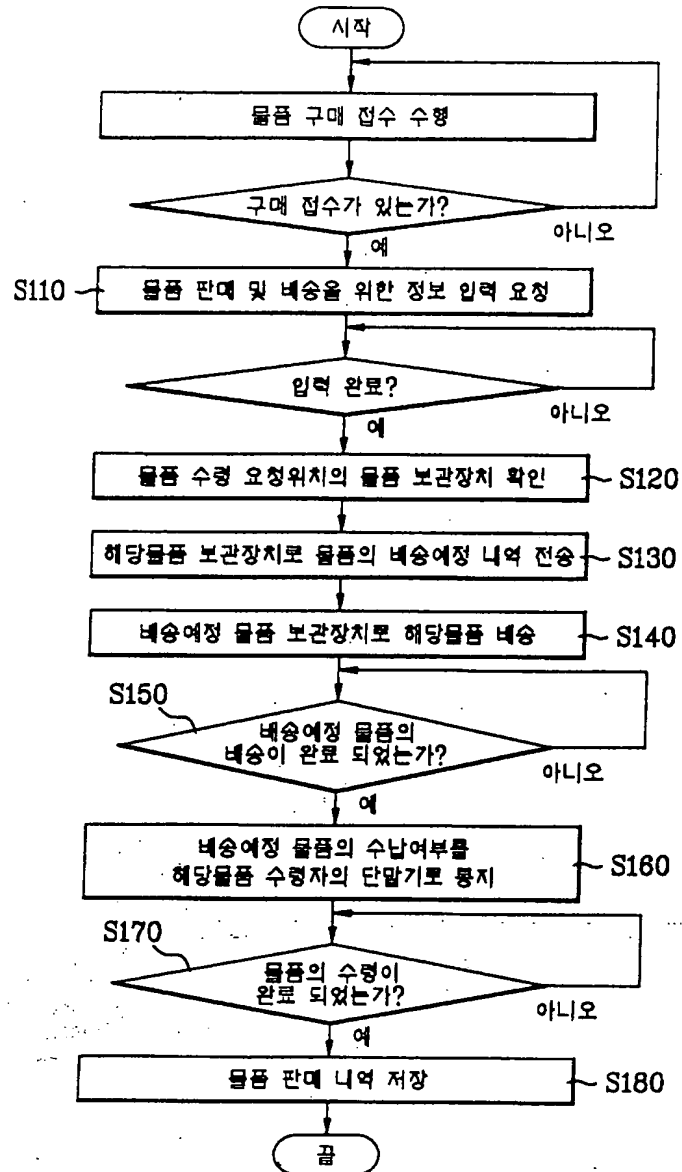 시작
물품 구매 접수 수행
구매 접수가 있는가?
아니오
예
S110
물품 판매 및 배송을 위한 정보 입력 요청
입력 완료?
아니오
예
물품 수령 요청위치의 물품 보관장치 확인
S120
해당물품 보관장치로 물품의 배송예정 내역 전송
S130
배송예정 물품 보관장치로 해당물품 배송
S140
S150
배송예정 물품의
배송이 완료 되었는가?
아니오
예
배송예정 물품의 수납여부를
해당물품 수령자의 단말기로 통지
S160
S170
물품의 수령이
완료 되었는가?
아니오
예
물품 판매 내역 저장
S180
끝